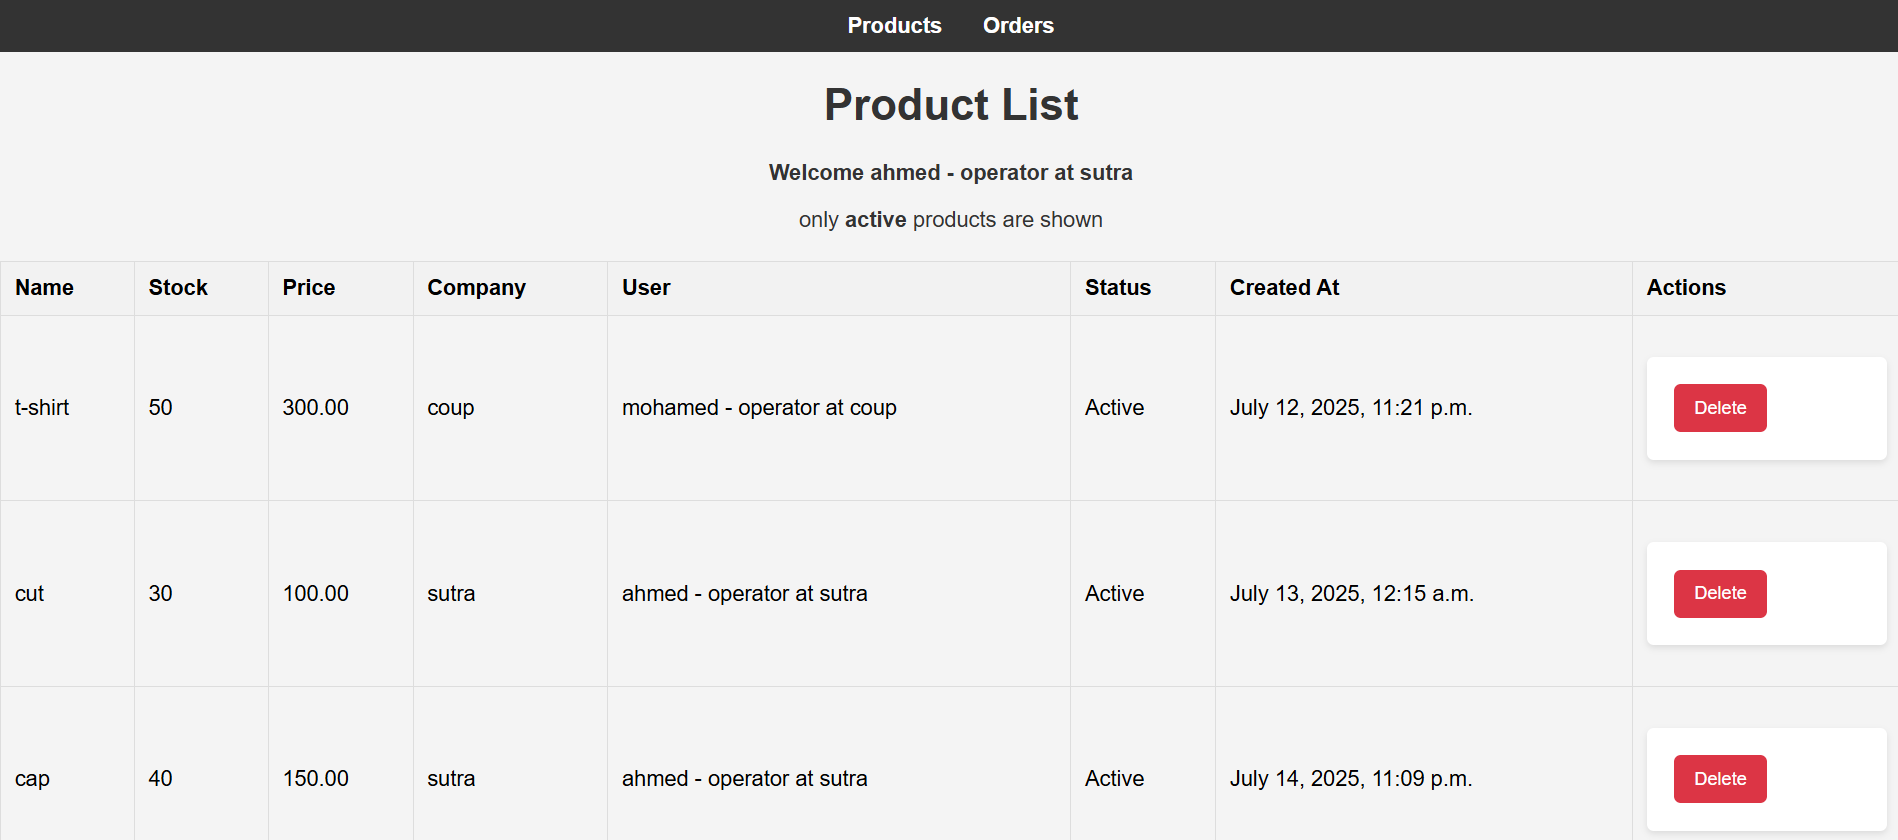 Products Orders
Product List
Welcome ahmed - operator at sutra
only active products are shown
Name Stock Price Company User Status Created At Actions
t-shirt 50 300.00 coup mohamed - operator at coup Active July 12, 2025, 11:21 p.m. Delete
cut 30 100.00 sutra ahmed - operator at sutra Active July 13, 2025, 12:15 a.m. Delete
cap 40 150.00 sutra ahmed - operator at sutra Active July 14, 2025, 11:09 p.m. Delete